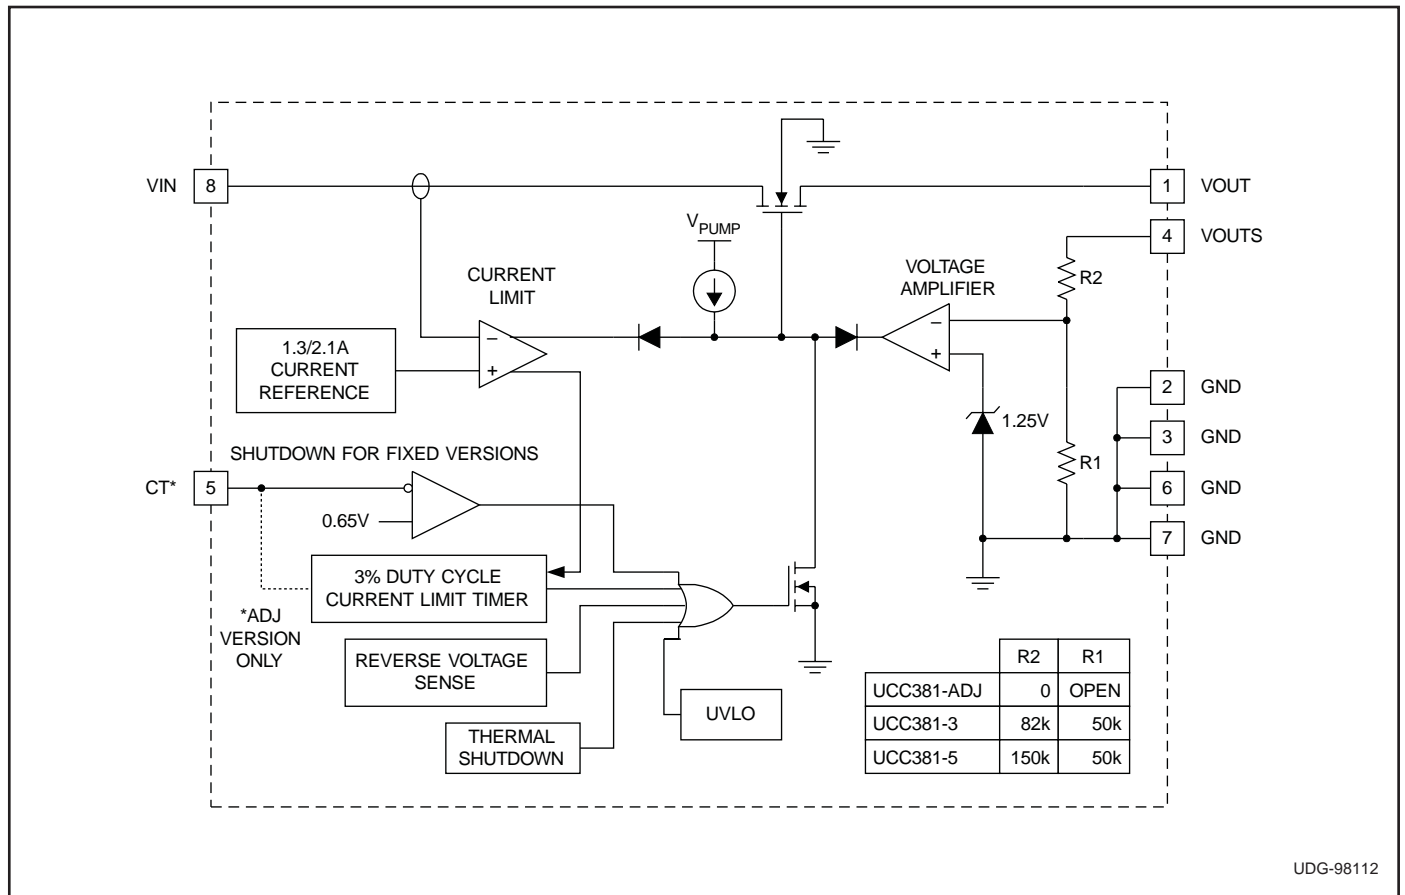 VIN
8
1
VOUT
4
VOUTS
V PUMP
CURRENT
LIMIT
VOLTAGE
AMPLIFIER
R2
–
+
–
+
1.3/2.1A
CURRENT
REFERENCE
1.25V
R1
2
GND
3
GND
6
GND
7
GND
SHUTDOWN FOR FIXED VERSIONS
CT*
5
0.65V
3% DUTY CYCLE
CURRENT LIMIT TIMER
*ADJ
VERSION
ONLY
REVERSE VOLTAGE
SENSE
UVLO
THERMAL
SHUTDOWN
R2 R1
UCC381-ADJ 0 OPEN
UCC381-3 82k 50k
UCC381-5 150k 50k
UDG-98112